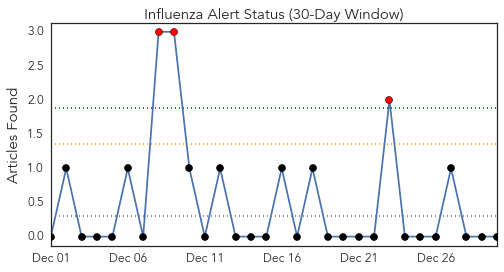 Influenza Alert Status (30-Day Window)
Articles Found
3.0
2.5
2.0
1.5
1.0
0.5
0.0
Dec 01 Dec 06 Dec 11 Dec 16 Dec 21 Dec 26